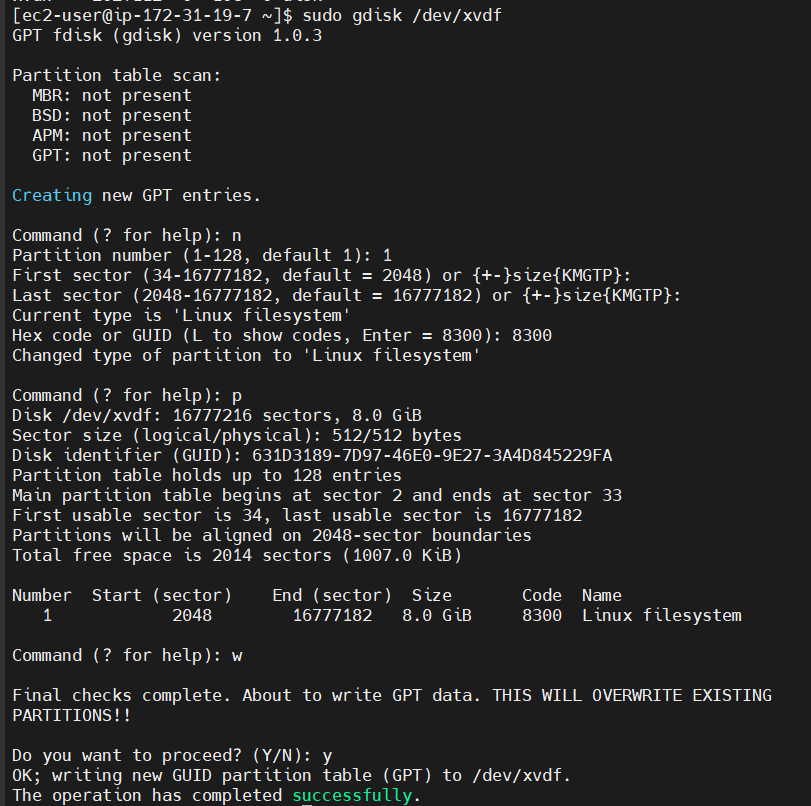 [ec2-user@ip-172-31-19-7 ~]$ sudo gdisk /dev/xvdf
GPT fdisk (gdisk) version 1.0.3

Partition table scan:
  MBR: not present
  BSD: not present
  APM: not present
  GPT: not present

Creating new GPT entries.

Command (? for help): n
Partition number (1-128, default 1): 1
First sector (34-16777182, default = 2048) or {+-}size{KMGTP}:
Last sector (2048-16777182, default = 16777182) or {+-}size{KMGTP}:
Current type is 'Linux filesystem'
Hex code or GUID (L to show codes, Enter = 8300): 8300
Changed type of partition to 'Linux filesystem'

Command (? for help): p
Disk /dev/xvdf: 16777216 sectors, 8.0 GiB
Sector size (logical/physical): 512/512 bytes
Disk identifier (GUID): 631D3189-7D97-46E0-9E27-3A4D845229FA
Partition table holds up to 128 entries
Main partition table begins at sector 2 and ends at sector 33
First usable sector is 34, last usable sector is 16777182
Partitions will be aligned on 2048-sector boundaries
Total free space is 2014 sectors (1007.0 KiB)

Number  Start (sector)    End (sector)  Size       Code  Name
   1            2048        16777182   8.0 GiB     8300  Linux filesystem

Command (? for help): w

Final checks complete. About to write GPT data. THIS WILL OVERWRITE EXISTING
PARTITIONS!!

Do you want to proceed? (Y/N): y
OK; writing new GUID partition table (GPT) to /dev/xvdf.
The operation has completed successfully.